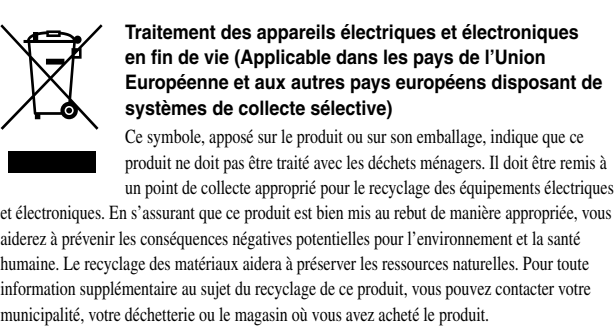 Traitement des appareils électriques et électroniques
en fin de vie (Applicable dans les pays de l’Union
Européenne et aux autres pays européens disposant de
systèmes de collecte sélective)
Ce symbole, apposé sur le produit ou sur son emballage, indique que ce
produit ne doit pas être traité avec les déchets ménagers. Il doit être remis à
un point de collecte approprié pour le recyclage des équipements électriques
et électroniques. En s’assurant que ce produit est bien mis au rebut de manière appropriée, vous
aiderez à prévenir les conséquences négatives potentielles pour l’environnement et la santé
humaine. Le recyclage des matériaux aidera à préserver les ressources naturelles. Pour toute
information supplémentaire au sujet du recyclage de ce produit, vous pouvez contacter votre
municipalité, votre déchetterie ou le magasin où vous avez acheté le produit.